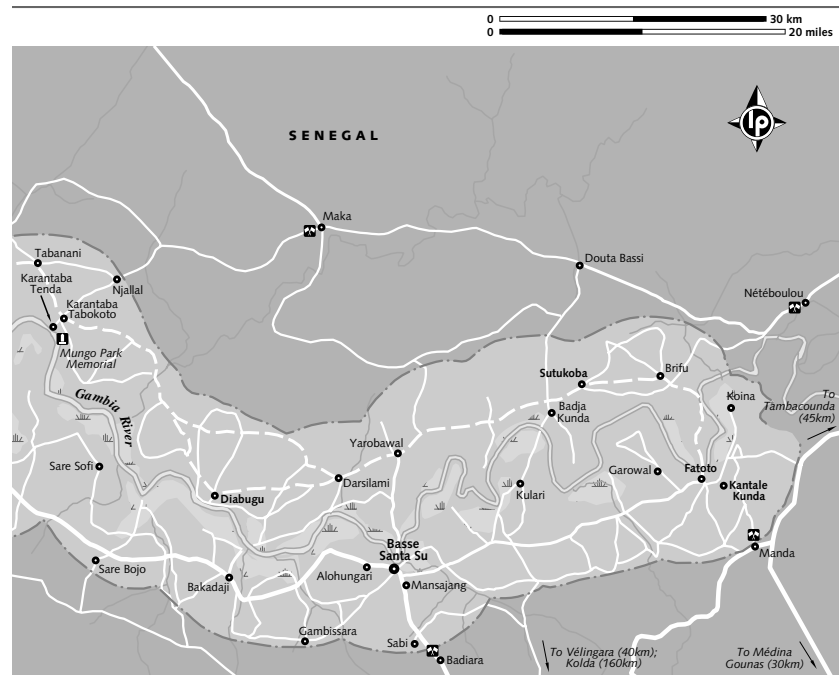 0 30 km
0 20 miles
lp
SENEGAL
Maka
Tabanani
Douta Bassi
Karantaba
Tenda
Njallal
Nétéboulou
Karantaba
Tabokoto
Mungo Park
Memorial
Gambia River
Sutukoba
Brifu
To
Tambacounda
(45km)
Koina
Badja
Kunda
Yarobawal
Sare Sofi
Garowal
Fatoto
Diabugu
Darsilami
Kulari
Kantale
Kunda
Basse
Santa Su
Manda
Sare Bojo
Alohungari
Bakadaji
Mansajang
Gambissara
Sabi
Badiara
To Vélingara (40km);
Kolda (160km)
To Médina
Gounas (30km)